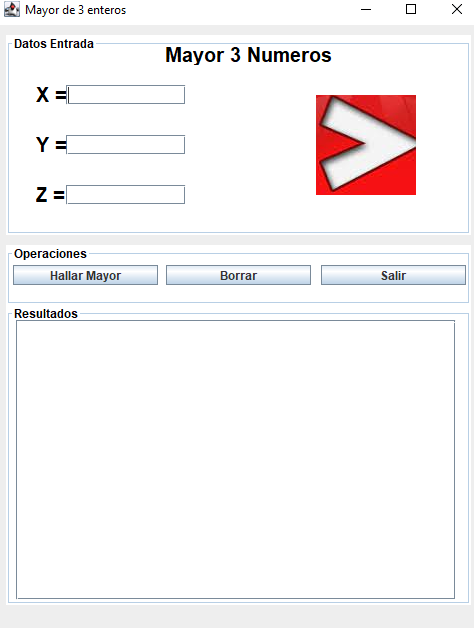 Mayor de 3 enteros
Datos Entrada
Mayor 3 Numeros
X =
Y =
Z =
Operaciones
Hallar Mayor Borrar Salir
Resultados